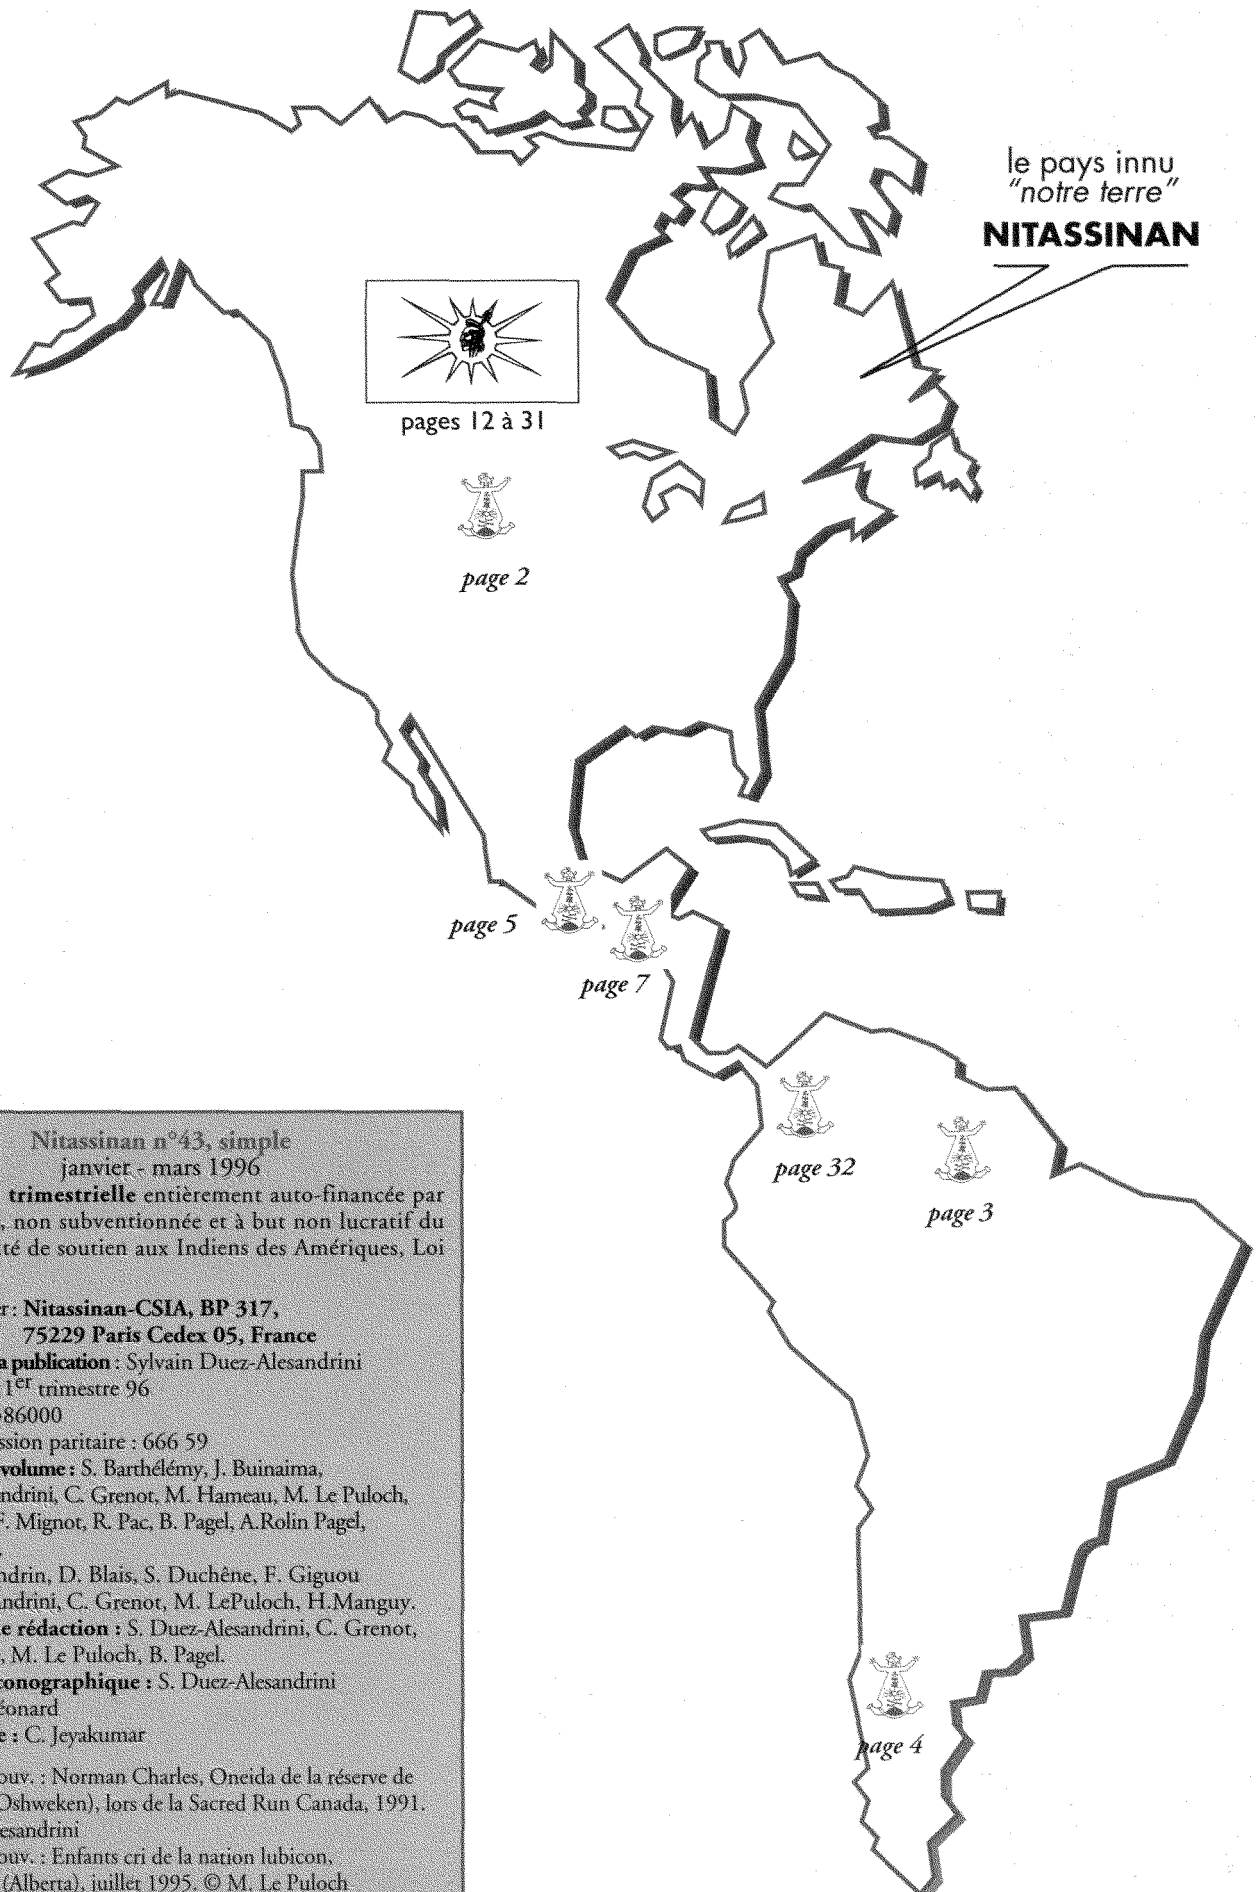 le pays innu
“notre terre”
NITASSINAN
pages 12 à 31
page 2
page 5
page 7
page 32
page 3
page 4
Nitassinan n°43, simple
janvier - mars 1996
trimestrielle entièrement auto-financée par
, non subventionnée et à but non lucratif du
té de soutien aux Indiens des Amériques, Loi
r : Nitassinan-CSIA, BP 317,
75229 Paris Cedex 05, France
a publication : Sylvain Duez-Alesandrini
1er trimestre 96
86000
ssion paritaire : 666 59
volume : S. Barthélémy, J. Buinaima,
ndrini, C. Grenot, M. Hameau, M. Le Puloch,
F. Mignot, R. Pac, B. Pagel, A.Rolin Pagel,
ndrin, D. Blais, S. Duchêne, F. Giguou
andrini, C. Grenot, M. LePuloch, H.Manguy.
e rédaction : S. Duez-Alesandrini, C. Grenot,
, M. Le Puloch, B. Pagel.
conographique : S. Duez-Alesandrini
éonard
e : C. Jeyakumar
ouv. : Norman Charles, Oneida de la réserve de
Oshweken), lors de la Sacred Run Canada, 1991.
esandrini
ouv. : Enfants cri de la nation lubicon,
(Alberta), juillet 1995. © M. Le Puloch